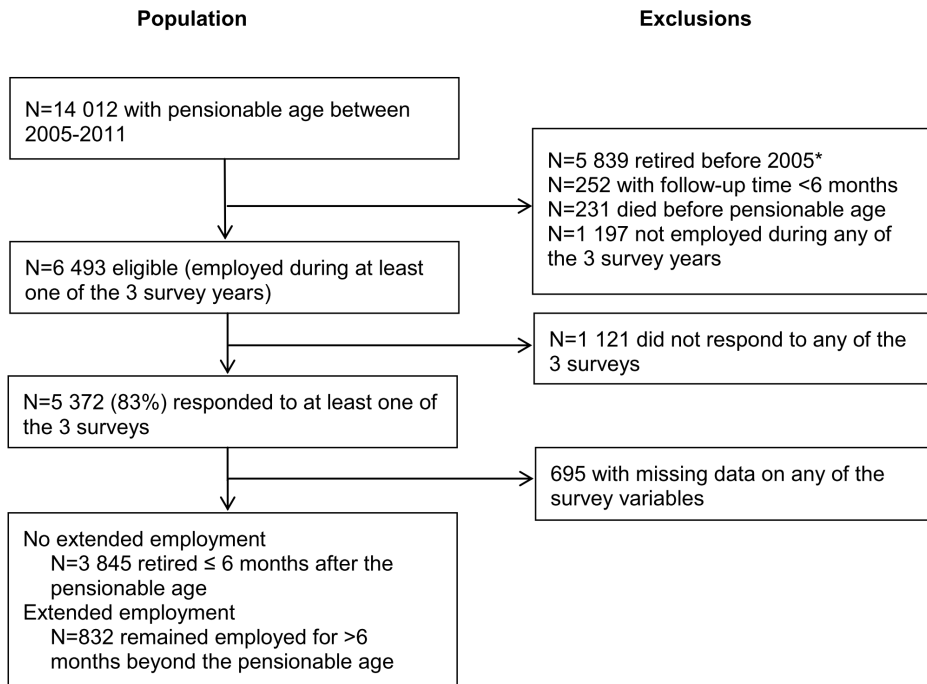 Population
Exclusions
N=14 012 with pensionable age between
2005-2011
N=5 839 retired before 2005*
N=252 with follow-up time <6 months
N=231 died before pensionable age
N=1 197 not employed during any of
the 3 survey years
N=6 493 eligible (employed during at least
one of the 3 survey years)
N=1 121 did not respond to any of the
3 surveys
N=5 372 (83%) responded to at least one of
the 3 surveys
695 with missing data on any of the
survey variables
No extended employment
N=3 845 retired ≤ 6 months after the
pensionable age
Extended employment
N=832 remained employed for >6
months beyond the pensionable age